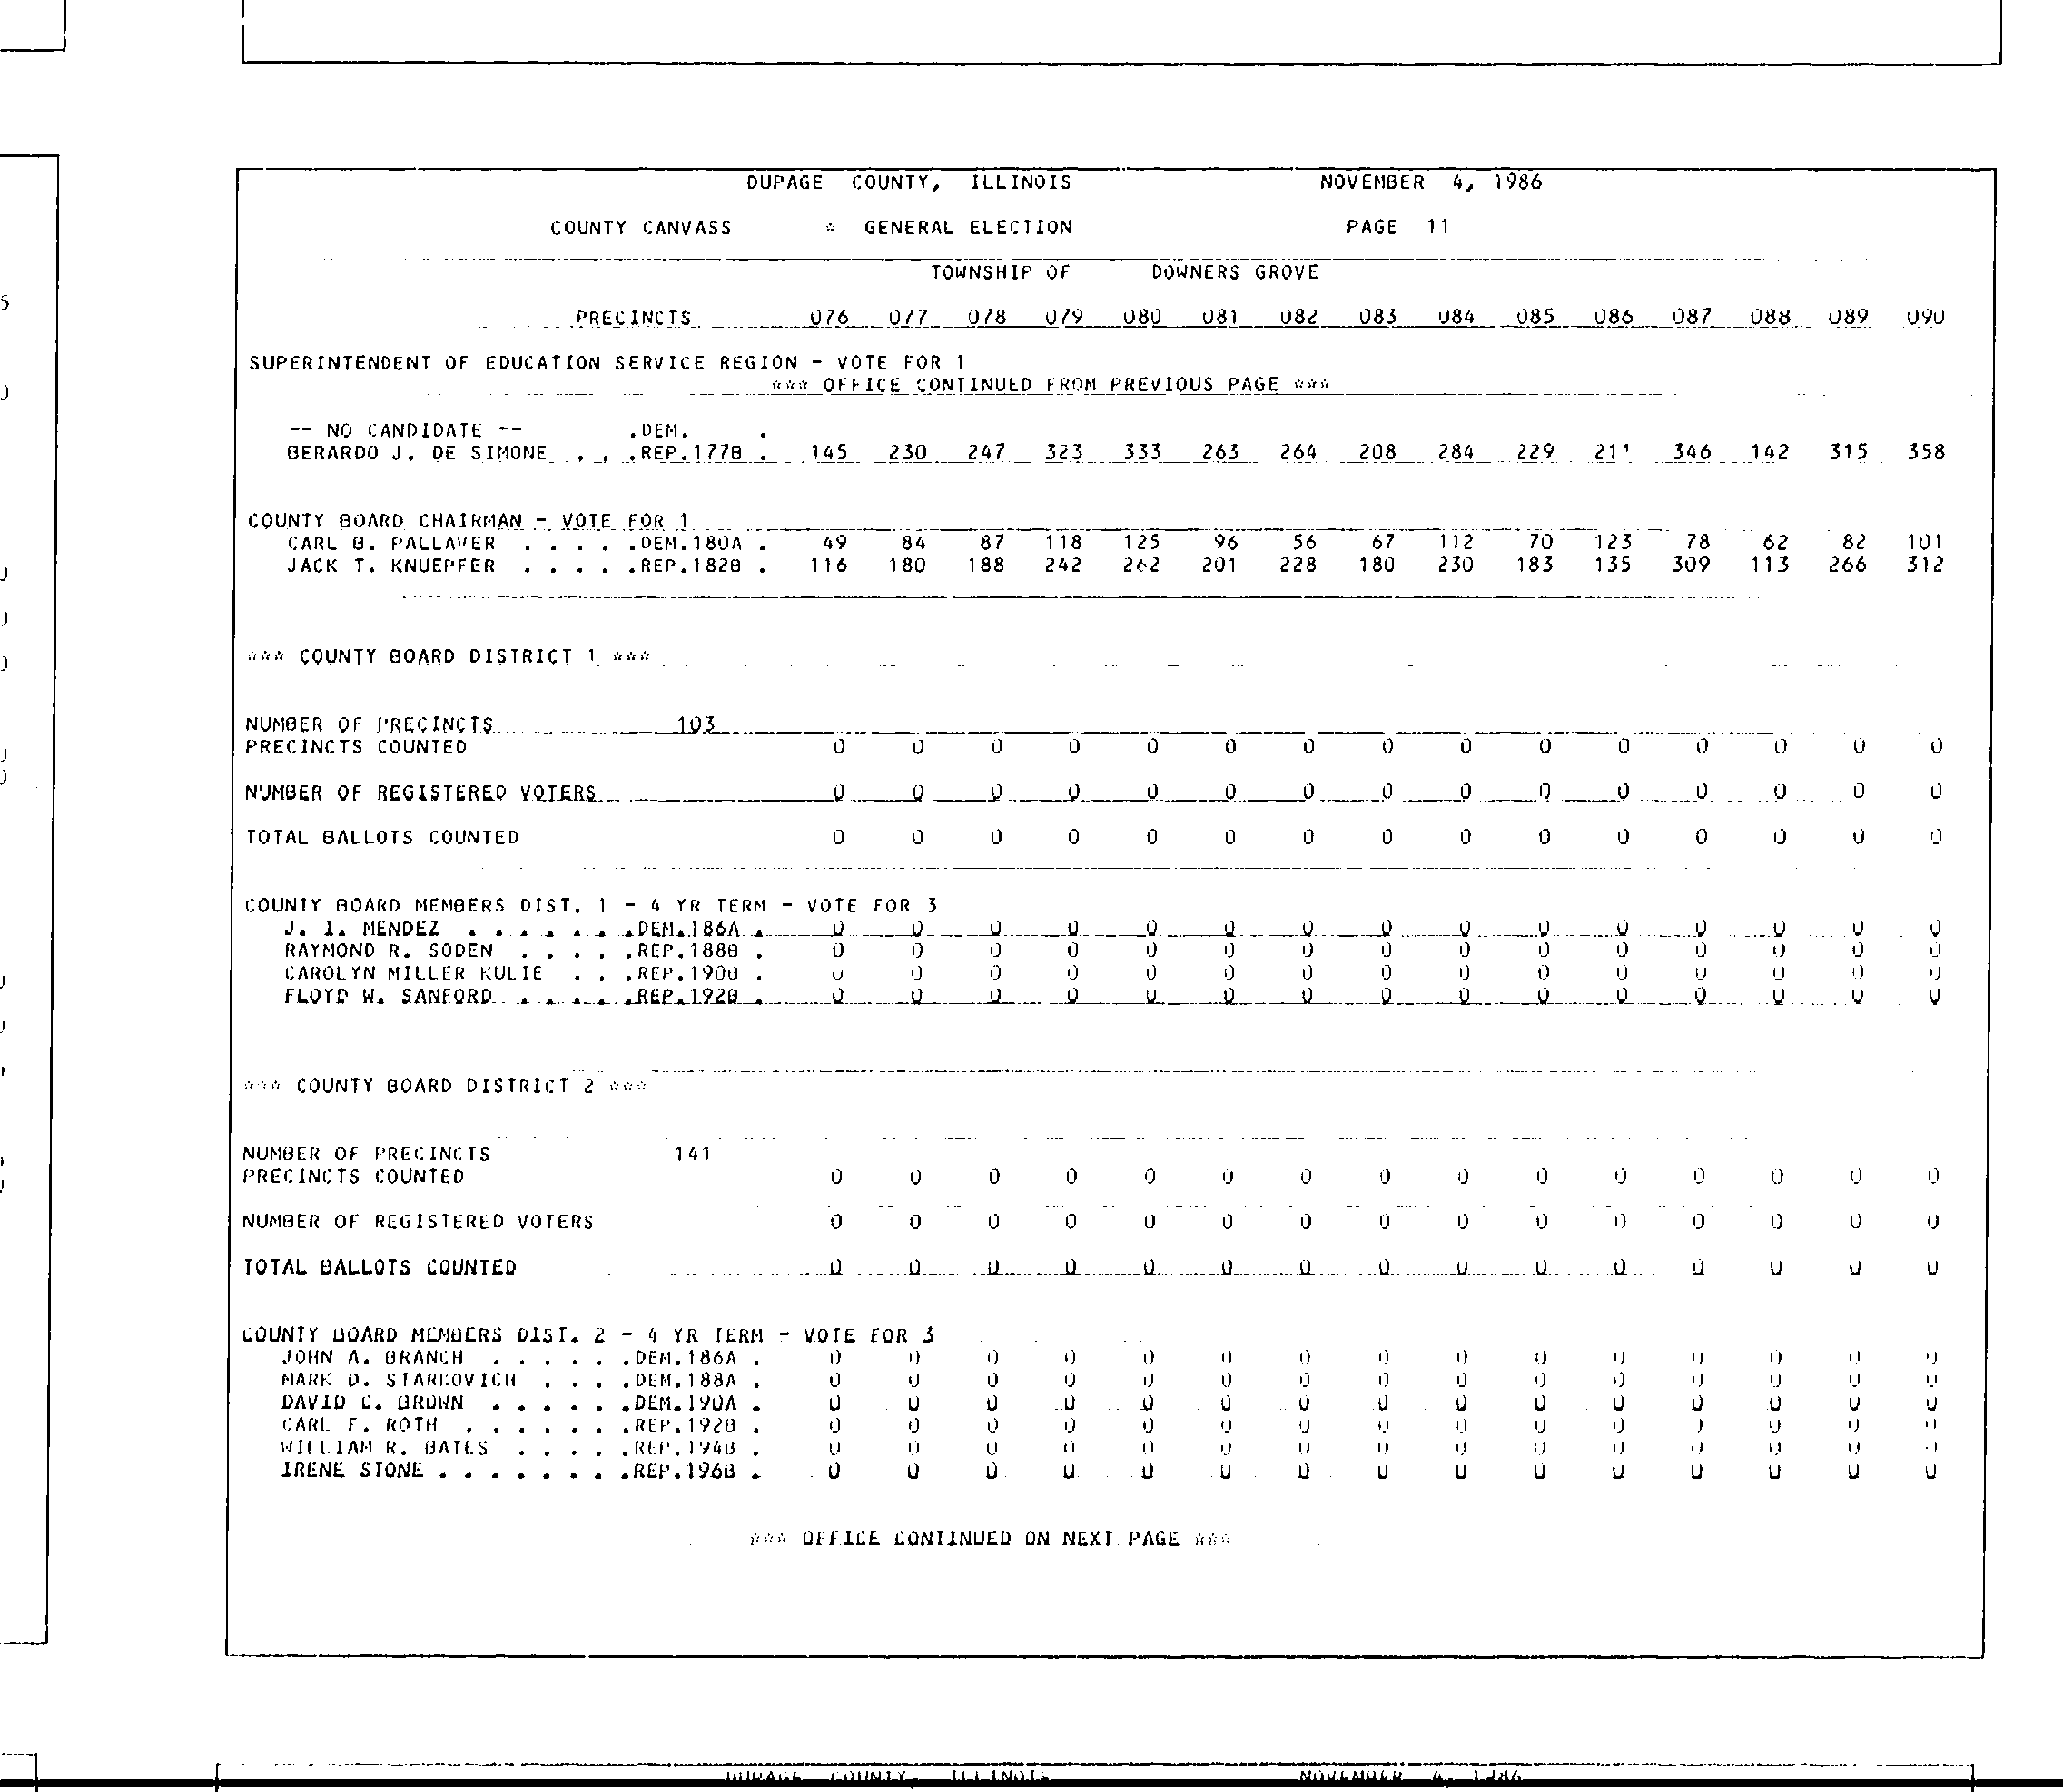 DUPAGE COUNTY, ILLINOIS NOVEMBER 4, 1986
COUNTY CANVASS * GENERAL ELECTION PAGE 11
TOWNSHIP OF DOWNERS GROVE
PRECINCTS 076 077 078 079 080 081 082 083 084 085 086 087 088 089 090
SUPERINTENDENT OF EDUCATION SERVICE REGION - VOTE FOR 1
*** OFFICE CONTINUED FROM PREVIOUS PAGE ***
-- NO CANDIDATE -- .DEM. .
BERARDO J. DE SIMONE . . .REP.177B . 145 230 247 323 333 263 264 208 284 229 211 346 142 315 358
COUNTY BOARD CHAIRMAN - VOTE FOR 1
CARL B. PALLAVER . . . . .DEM.180A . 49 84 87 118 125 96 56 67 112 70 123 78 62 82 101
JACK T. KNUEPFER . . . . .REP.182B . 116 180 188 242 262 201 228 180 230 183 135 309 113 266 312
*** COUNTY BOARD DISTRICT 1 ***
NUMBER OF PRECINCTS 103
PRECINCTS COUNTED 0 0 0 0 0 0 0 0 0 0 0 0 0 0 0
NUMBER OF REGISTERED VOTERS 0 0 0 0 0 0 0 0 0 0 0 0 0 0 0
TOTAL BALLOTS COUNTED 0 0 0 0 0 0 0 0 0 0 0 0 0 0 0
COUNTY BOARD MEMBERS DIST. 1 - 4 YR TERM - VOTE FOR 3
J. I. MENDEZ . . . . . . .DEM.186A . 0 0 0 0 0 0 0 0 0 0 0 0 0 0 0
RAYMOND R. SODEN . . . . .REP.188B . 0 0 0 0 0 0 0 0 0 0 0 0 0 0 0
CAROLYN MILLER KULIE . . .REP.190B . 0 0 0 0 0 0 0 0 0 0 0 0 0 0 0
FLOYD W. SANFORD . . . . .REP.192B . 0 0 0 0 0 0 0 0 0 0 0 0 0 0 0
*** COUNTY BOARD DISTRICT 2 ***
NUMBER OF PRECINCTS 141
PRECINCTS COUNTED 0 0 0 0 0 0 0 0 0 0 0 0 0 0 0
NUMBER OF REGISTERED VOTERS 0 0 0 0 0 0 0 0 0 0 0 0 0 0 0
TOTAL BALLOTS COUNTED 0 0 0 0 0 0 0 0 0 0 0 0 0 0 0
COUNTY BOARD MEMBERS DIST. 2 - 4 YR TERM - VOTE FOR 3
JOHN A. BRANCH . . . . . .DEM.186A . 0 0 0 0 0 0 0 0 0 0 0 0 0 0 0
MARK D. STARKOVICH . . . .DEM.188A . 0 0 0 0 0 0 0 0 0 0 0 0 0 0 0
DAVID C. BROWN . . . . . .DEM.190A . 0 0 0 0 0 0 0 0 0 0 0 0 0 0 0
CARL F. ROTH . . . . . . .REP.192B . 0 0 0 0 0 0 0 0 0 0 0 0 0 0 0
WILLIAM R. BATES . . . . .REP.194B . 0 0 0 0 0 0 0 0 0 0 0 0 0 0 0
IRENE STONE . . . . . . . .REP.196B . 0 0 0 0 0 0 0 0 0 0 0 0 0 0 0
*** OFFICE CONTINUED ON NEXT PAGE ***
DUPAGE COUNTY, ILLINOIS NOVEMBER 4, 1986